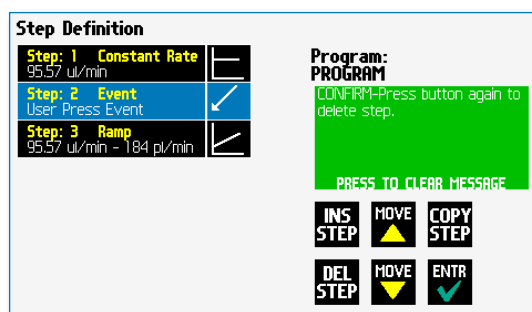 Step Definition
Step: 1 Constant Rate
95.57 ul/min
Step: 2 Event
User Press Event
Step: 3 Ramp
95.57 ul/min - 184 pl/min
Program:
PROGRAM
CONFIRM-Press button again to
delete step.
PRESS TO CLEAR MESSAGE
INS
STEP
MOVE
COPY
STEP
DEL
STEP
MOVE
ENTR